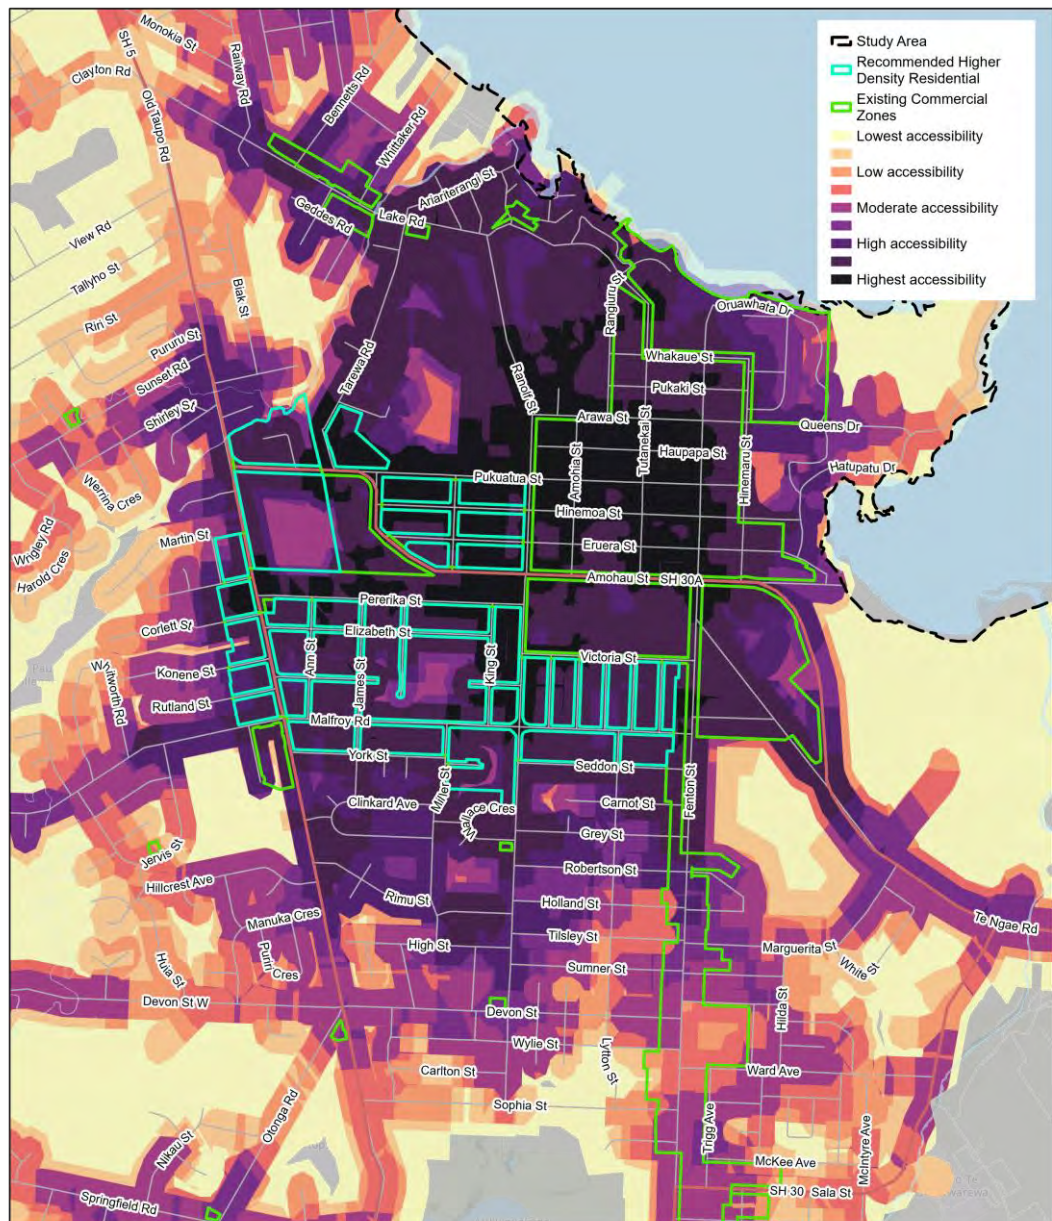 Study Area
Recommended Higher
Density Residential
Existing Commercial
Zones
Lowest accessibility
Low accessibility
Moderate accessibility
High accessibility
Highest accessibility
Monokia St
SH 5
Railway Rd
Clayton Rd
Bennetts Rd
Old Taupo Rd
Whittaker Rd
Ariariterangi St
Geddes Rd
Lake Rd
View Rd
Tallyho St
Biak St
Riri St
Rangiuru St
Oruawhata Dr
Pururu St
Sunset Rd
Tarewa Rd
Whakaue St
Ranolf St
Pukaki St
Shirley St
Arawa St
Queens Dr
Tutanekai St
Amohia St
Haupapa St
Hinemaru St
Hatupatu Dr
Pukuatua St
Werrina Cres
Hinemoa St
Wrigley Rd
Harold Cres
Martin St
Eruera St
Amohau St
SH 30A
Pererika St
Corlett St
Elizabeth St
Ann St
James St
King St
Victoria St
Konene St
Whitworth Rd
Rutland St
Malfroy Rd
York St
Seddon St
Miller St
Fenton St
Clinkard Ave
Wallace Cres
Carnot St
Grey St
Jervis St
Robertson St
Hillcrest Ave
Rimu St
Holland St
Manuka Cres
Te Ngae Rd
Tilsley St
High St
Marguerita St
White St
Huia St
Puriri Cres
Sumner St
Devon St W
Devon St
Hilda St
Wylie St
Lytton St
Carlton St
Ward Ave
Sophia St
Otonga Rd
Trigg Ave
McIntyre Ave
Nikau St
McKee Ave
SH 30
Sala St
Springfield Rd